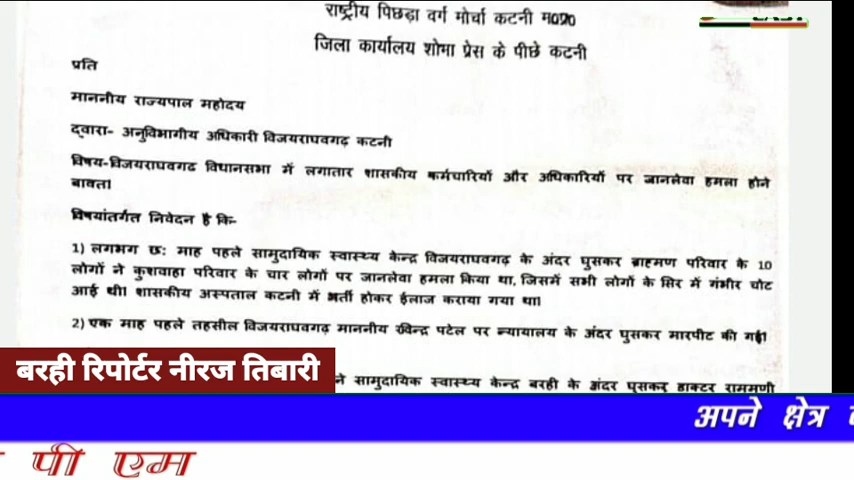 राष्ट्रीय पिछड़ा वर्ग मोर्चा कटनी म0प्र0
जिला कार्यालय शोभा प्रेस के पीछे कटनी
प्रति
माननीय राज्यपाल महोदय
द्वारा- अनुविभागीय अधिकारी विजयराघवगढ़ कटनी
विषय-विजयराघवगढ विधानसभा में लगातार शासकीय कर्मचारियों और अधिकारियों पर जानलेवा हमला होने
बावत।
विषयांतर्गत निवेदन है कि-
1) लगभग छ: माह पहले सामुदायिक स्वास्थ्य केन्द्र विजयराघवगढ़ के अंदर घुसकर ब्राहमण परिवार के 10
लोगों ने कुशवाहा परिवार के चार लोगों पर जानलेवा हमला किया था, जिसमें सभी लोगों के सिर में गंभीर चोट
आई थी। शासकीय अस्पताल कटनी में भर्ती होकर ईलाज कराया गया था।
2) एक माह पहले तहसील विजयराघवगढ़ माननीय रविन्द्र पटेल पर न्यायालय के अंदर घुसकर मारपीट की गई।
ने सामुदायिक स्वास्थ्य केन्द्र बरही के अंदर घुसकर डाक्टर राममणी
बरही रिपोर्टर नीरज तिबारी
अपने क्षेत्र
पी एम